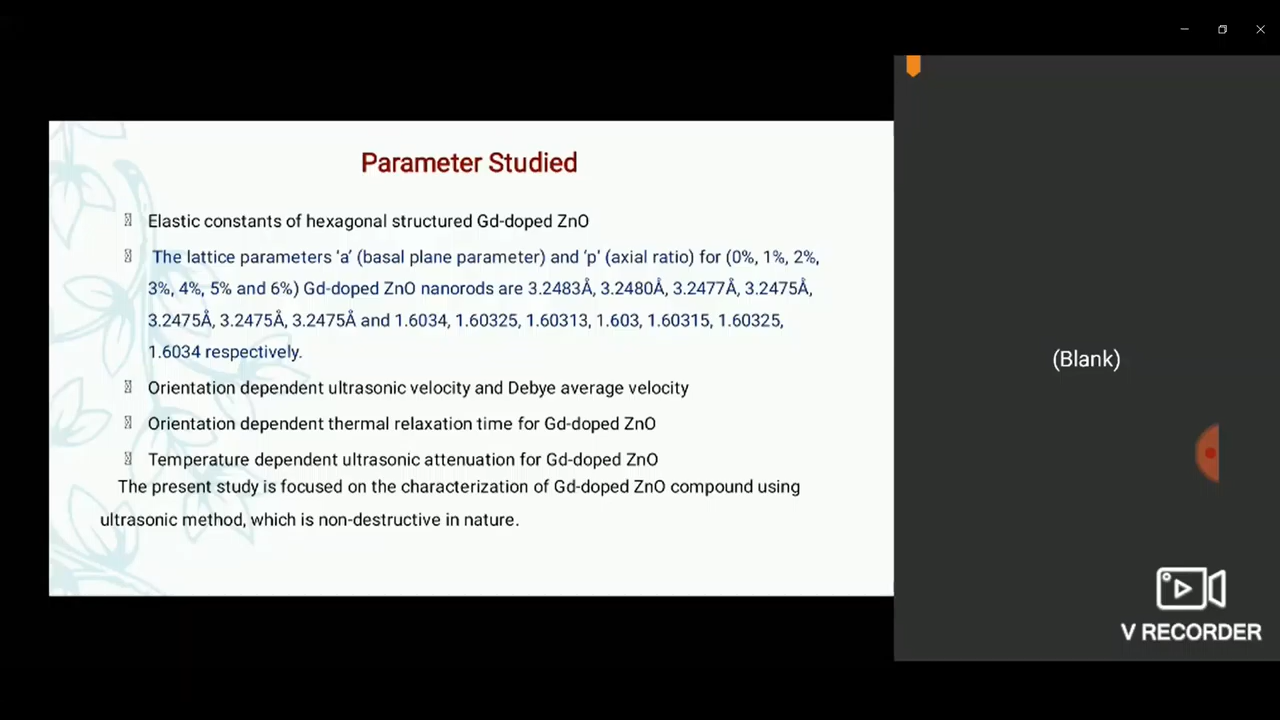 Parameter Studied
Elastic constants of hexagonal structured Gd-doped ZnO
The lattice parameters 'a' (basal plane parameter) and 'p' (axial ratio) for (0%, 1%, 2%,
3%, 4%, 5% and 6%) Gd-doped ZnO nanorods are 3.2483Å, 3.2480Å, 3.2477Å, 3.2475Å,
3.2475Å, 3.2475Å, 3.2475Å and 1.6034, 1.60325, 1.60313, 1.603, 1.60315, 1.60325,
1.6034 respectively.
Orientation dependent ultrasonic velocity and Debye average velocity
Orientation dependent thermal relaxation time for Gd-doped ZnO
Temperature dependent ultrasonic attenuation for Gd-doped ZnO
The present study is focused on the characterization of Gd-doped ZnO compound using
ultrasonic method, which is non-destructive in nature.
(Blank)
V RECORDER